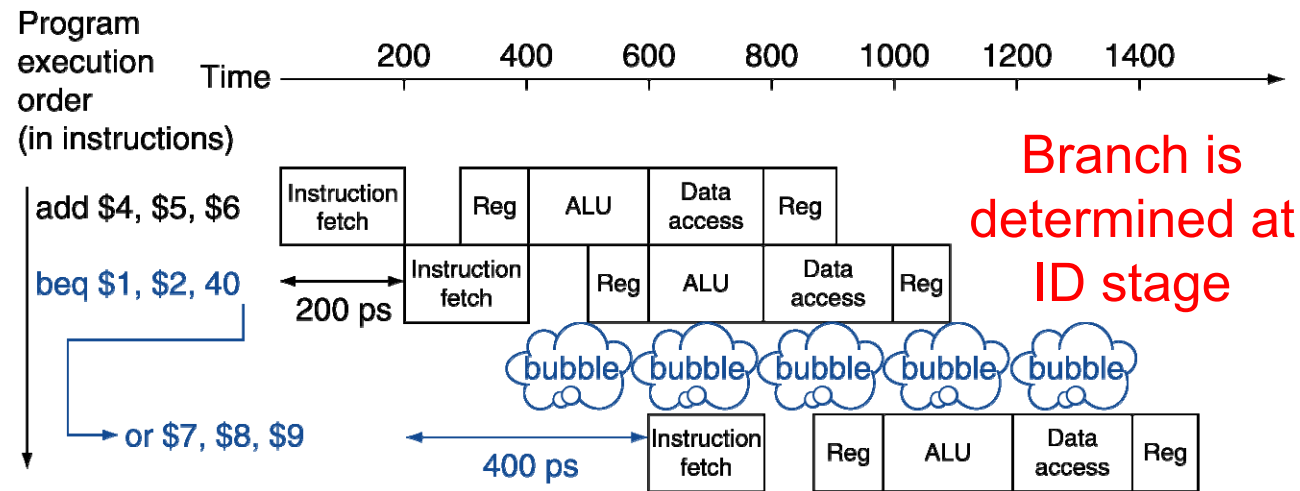 Program
execution
order
(in instructions)
Time
200 400 600 800 1000 1200 1400
Branch is
determined at
ID stage
add $4, $5, $6
Instruction
fetch
Reg
ALU
Data
access
Reg
beq $1, $2, 40
200 ps
Instruction
fetch
Reg
ALU
Data
access
Reg
bubble bubble bubble bubble bubble
or $7, $8, $9
400 ps
Instruction
fetch
Reg
ALU
Data
access
Reg